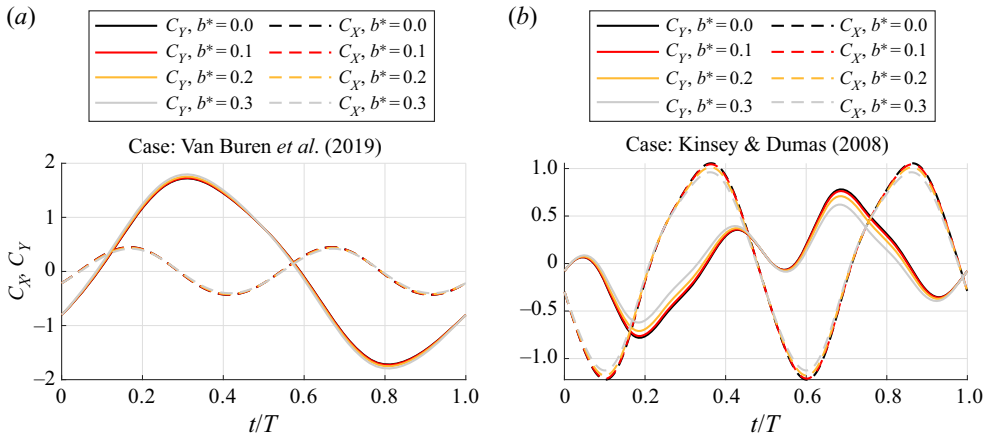 (a)
C_Y, b* = 0.0 C_X, b* = 0.0
C_Y, b* = 0.1 C_X, b* = 0.1
C_Y, b* = 0.2 C_X, b* = 0.2
C_Y, b* = 0.3 C_X, b* = 0.3
Case: Van Buren et al. (2019)
2
1
0
–1
–2
C_X, C_Y
0 0.2 0.4 0.6 0.8 1.0
t/T
(b)
C_Y, b* = 0.0 C_X, b* = 0.0
C_Y, b* = 0.1 C_X, b* = 0.1
C_Y, b* = 0.2 C_X, b* = 0.2
C_Y, b* = 0.3 C_X, b* = 0.3
Case: Kinsey & Dumas (2008)
1.0
0.5
0
–0.5
–1.0
0 0.2 0.4 0.6 0.8 1.0
t/T